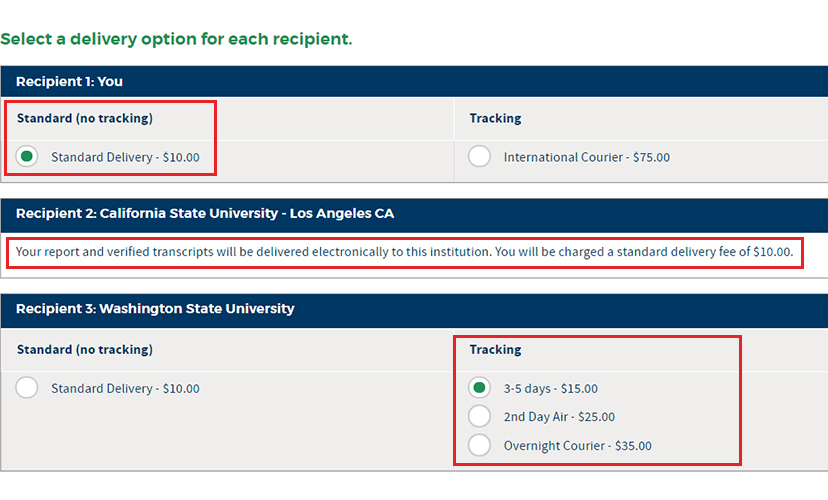 Select a delivery option for each recipient.
Recipient 1: You
Standard (no tracking)
Tracking
Standard Delivery - $10.00
International Courier - $75.00
Recipient 2: California State University - Los Angeles CA
Your report and verified transcripts will be delivered electronically to this institution. You will be charged a standard delivery fee of $10.00.
Recipient 3: Washington State University
Standard (no tracking)
Tracking
Standard Delivery - $10.00
3-5 days - $15.00
2nd Day Air - $25.00
Overnight Courier - $35.00